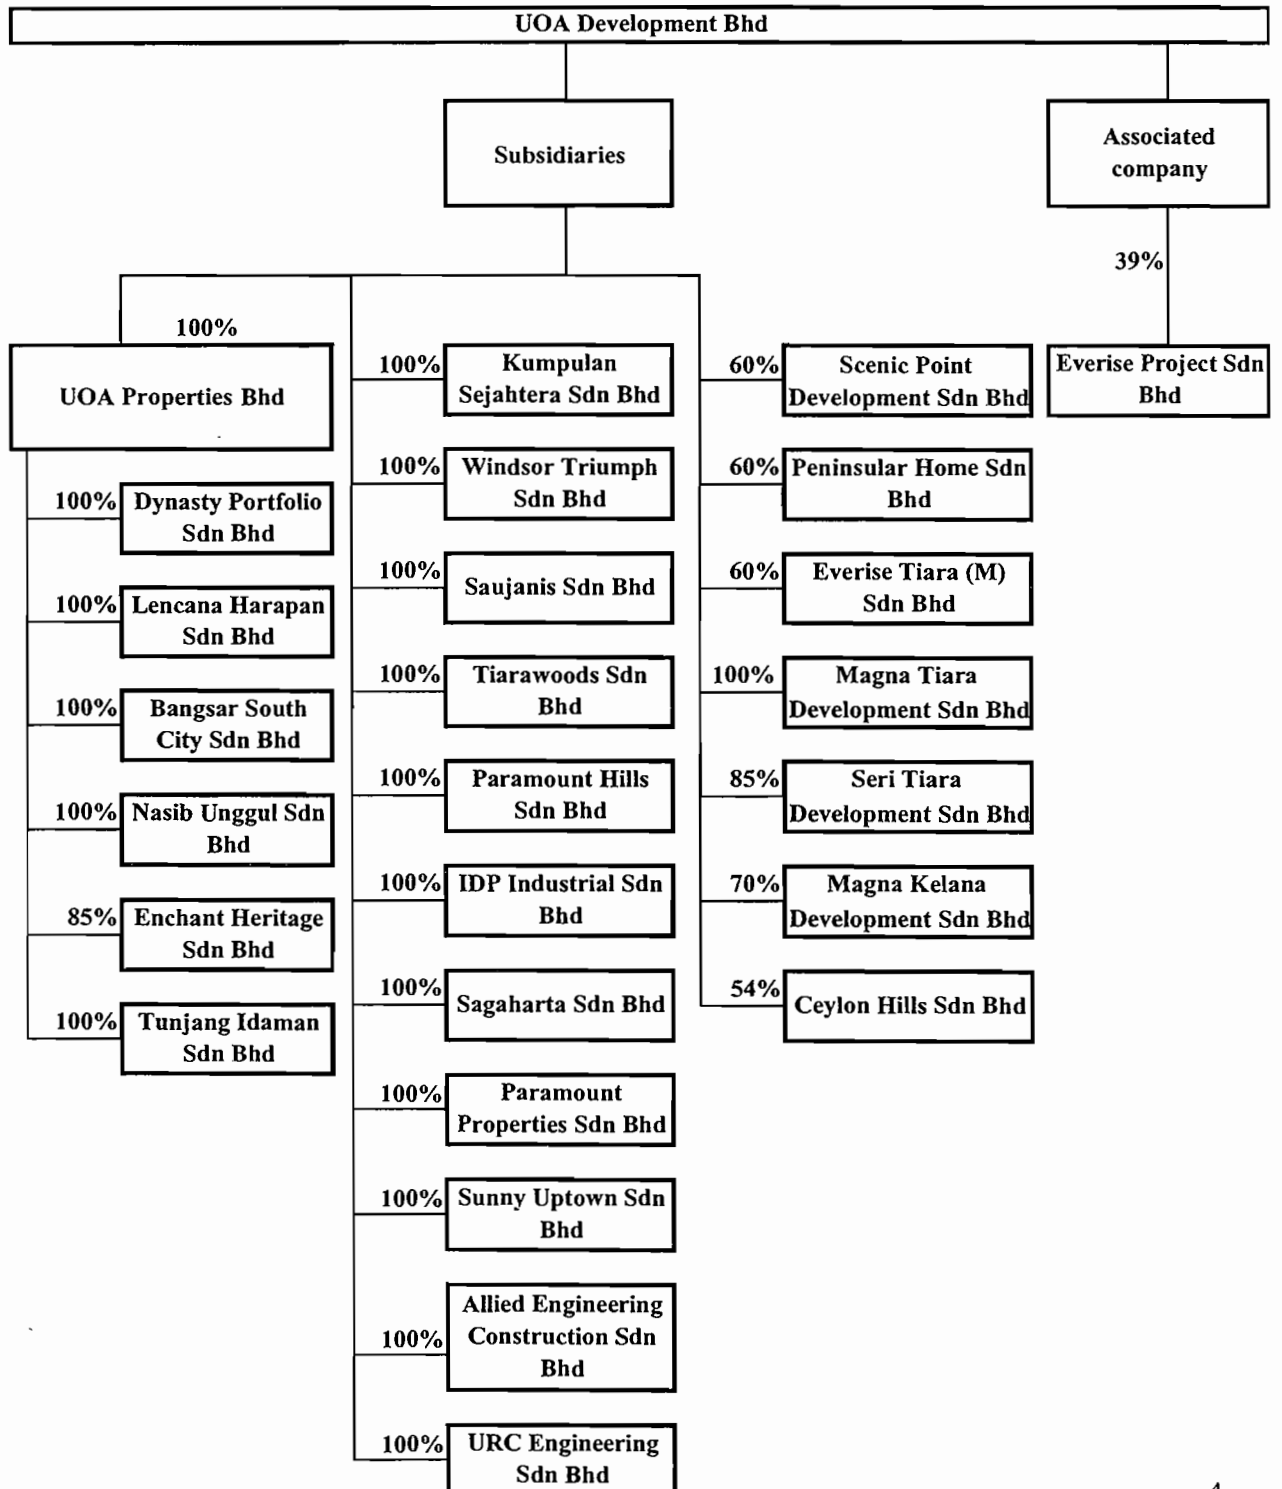 UOA Development Bhd
Subsidiaries
Associated
company
39%
Everise Project Sdn
Bhd
100%
UOA Properties Bhd
100%
Dynasty Portfolio
Sdn Bhd
100%
Lencana Harapan
Sdn Bhd
100%
Bangsar South
City Sdn Bhd
100%
Nasib Unggul Sdn
Bhd
85%
Enchant Heritage
Sdn Bhd
100%
Tunjang Idaman
Sdn Bhd
100%
Kumpulan
Sejahtera Sdn Bhd
100%
Windsor Triumph
Sdn Bhd
100%
Saujanis Sdn Bhd
100%
Tiarawoods Sdn
Bhd
100%
Paramount Hills
Sdn Bhd
100%
IDP Industrial Sdn
Bhd
100%
Sagaharta Sdn Bhd
100%
Paramount
Properties Sdn Bhd
100%
Sunny Uptown Sdn
Bhd
100%
Allied Engineering
Construction Sdn
Bhd
100%
URC Engineering
Sdn Bhd
60%
Scenic Point
Development Sdn Bhd
60%
Peninsular Home Sdn
Bhd
60%
Everise Tiara (M)
Sdn Bhd
100%
Magna Tiara
Development Sdn Bhd
85%
Seri Tiara
Development Sdn Bhd
70%
Magna Kelana
Development Sdn Bhd
54%
Ceylon Hills Sdn Bhd